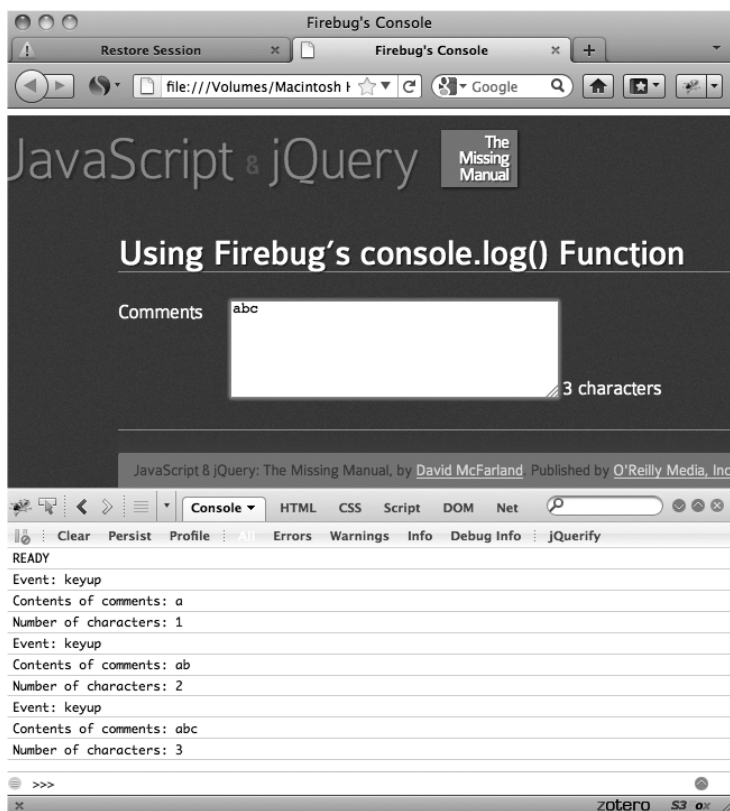 Firebug's Console
Restore Session × Firebug's Console × +
file:///Volumes/Macintosh H Google
JavaScript & jQuery The Missing Manual
Using Firebug's console.log() Function
Comments abc
3 characters
JavaScript & jQuery: The Missing Manual, by David McFarland. Published by O'Reilly Media, Inc
Console HTML CSS Script DOM Net
Clear Persist Profile All Errors Warnings Info Debug Info jQuerify
READY
Event: keyup
Contents of comments: a
Number of characters: 1
Event: keyup
Contents of comments: ab
Number of characters: 2
Event: keyup
Contents of comments: abc
Number of characters: 3
>>>
× zotero S3 ox